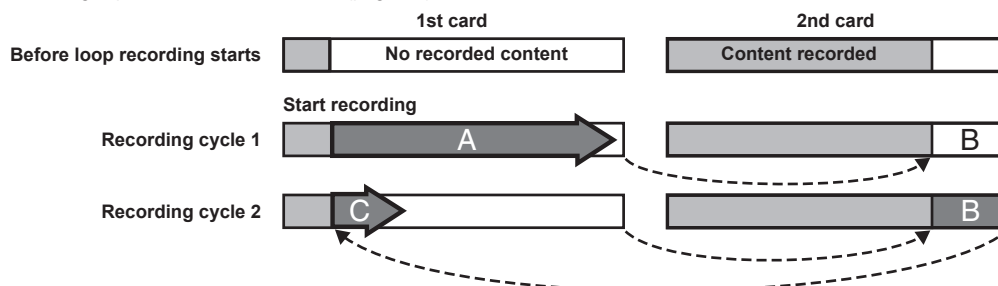 1st card 2nd card
Before loop recording starts No recorded content Content recorded
Start recording
Recording cycle 1 A B
Recording cycle 2 C B